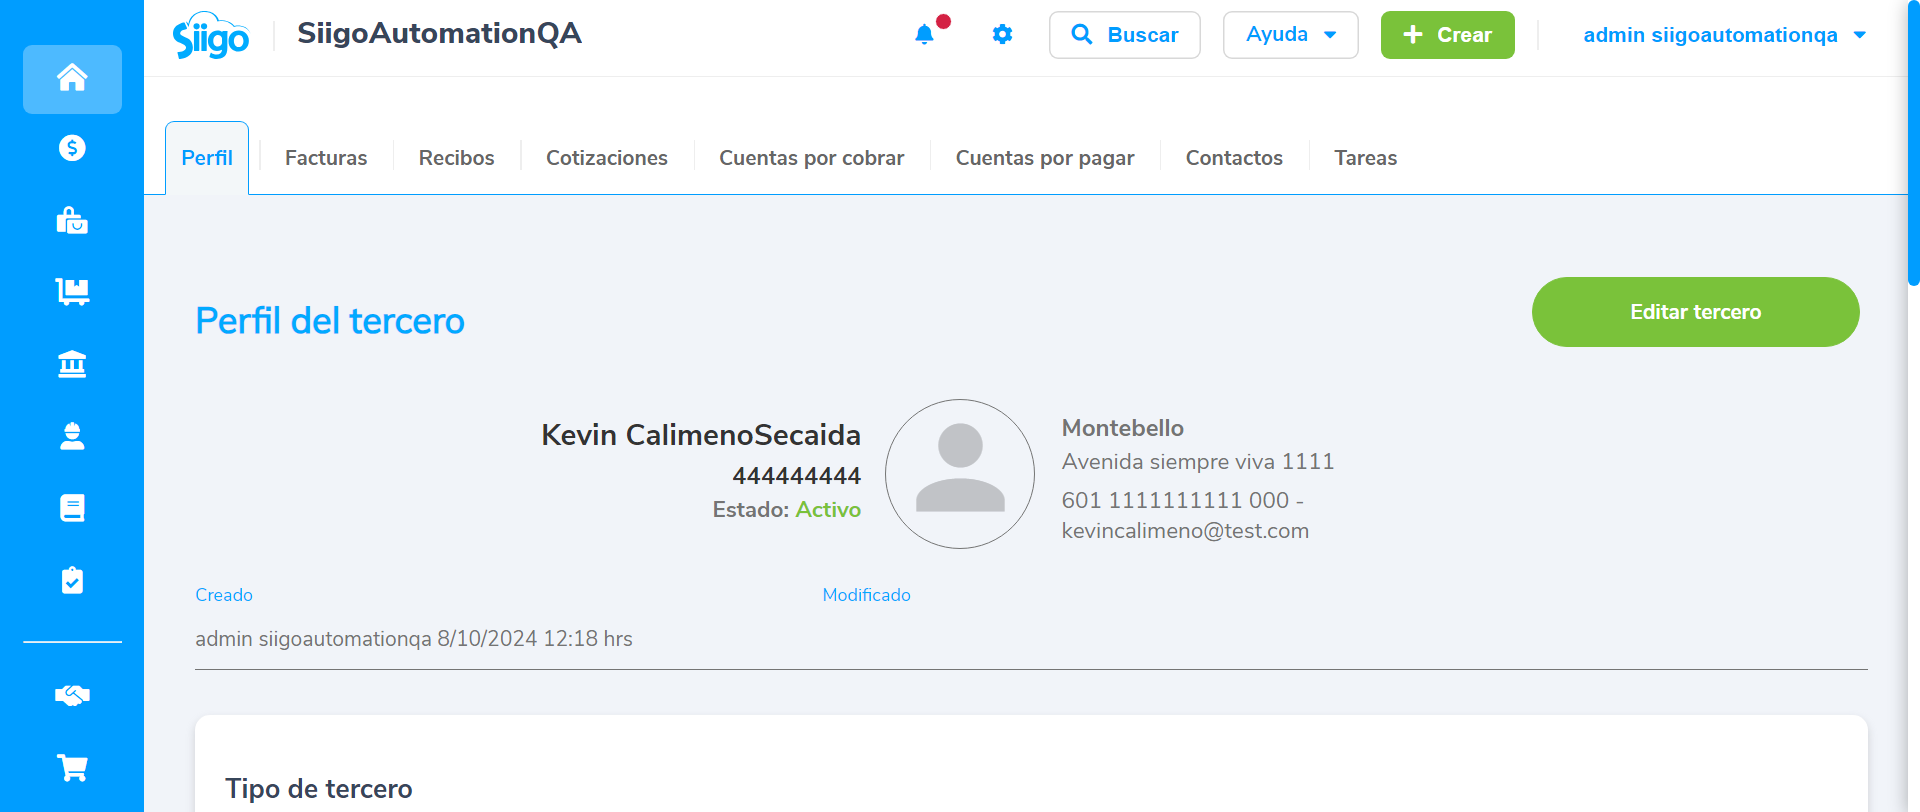 Siigo
SiigoAutomationQA
Buscar
Ayuda
Crear
admin siigoautomationqa
Perfil
Facturas
Recibos
Cotizaciones
Cuentas por cobrar
Cuentas por pagar
Contactos
Tareas
Perfil del tercero
Editar tercero
Kevin CalimenoSecaida
444444444
Estado: Activo
Montebello
Avenida siempre viva 1111
601 1111111111 000 -
kevincalimeno@test.com
Creado
Modificado
admin siigoautomationqa 8/10/2024 12:18 hrs
Tipo de tercero